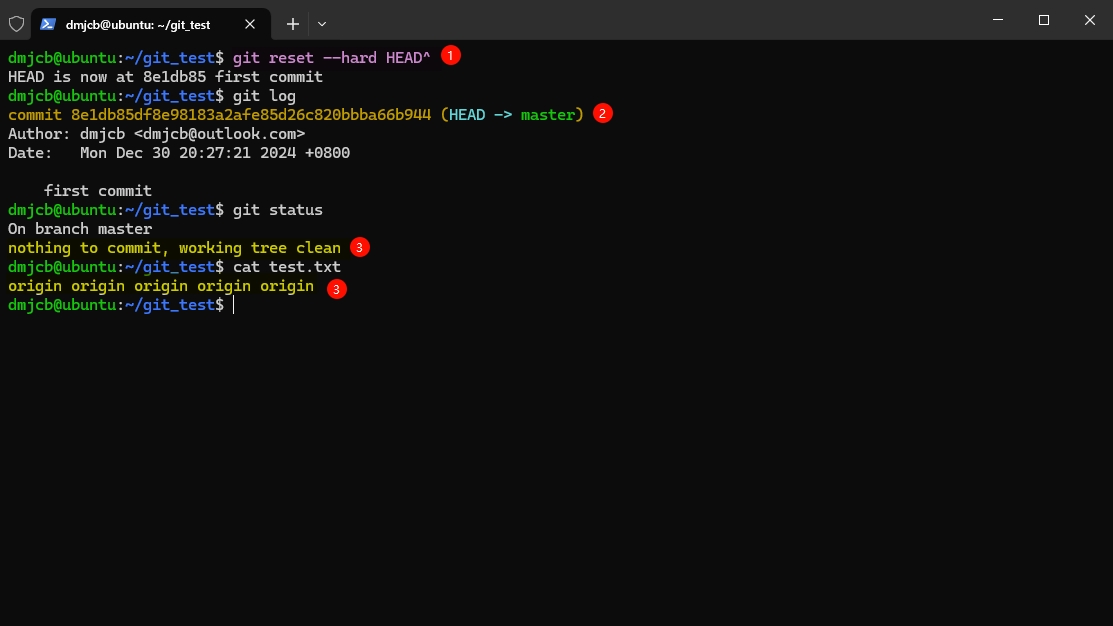 dmjcb@ubuntu: ~/git_test
dmjcb@ubuntu:~/git_test$ git reset --hard HEAD^ 1
HEAD is now at 8e1db85 first commit
dmjcb@ubuntu:~/git_test$ git log
commit 8e1db85df8e98183a2afe85d26c820bbba66b944 (HEAD -> master) 2
Author: dmjcb <dmjcb@outlook.com>
Date:   Mon Dec 30 20:27:21 2024 +0800
    first commit
dmjcb@ubuntu:~/git_test$ git status
On branch master
nothing to commit, working tree clean 3
dmjcb@ubuntu:~/git_test$ cat test.txt
origin origin origin origin origin 3
dmjcb@ubuntu:~/git_test$